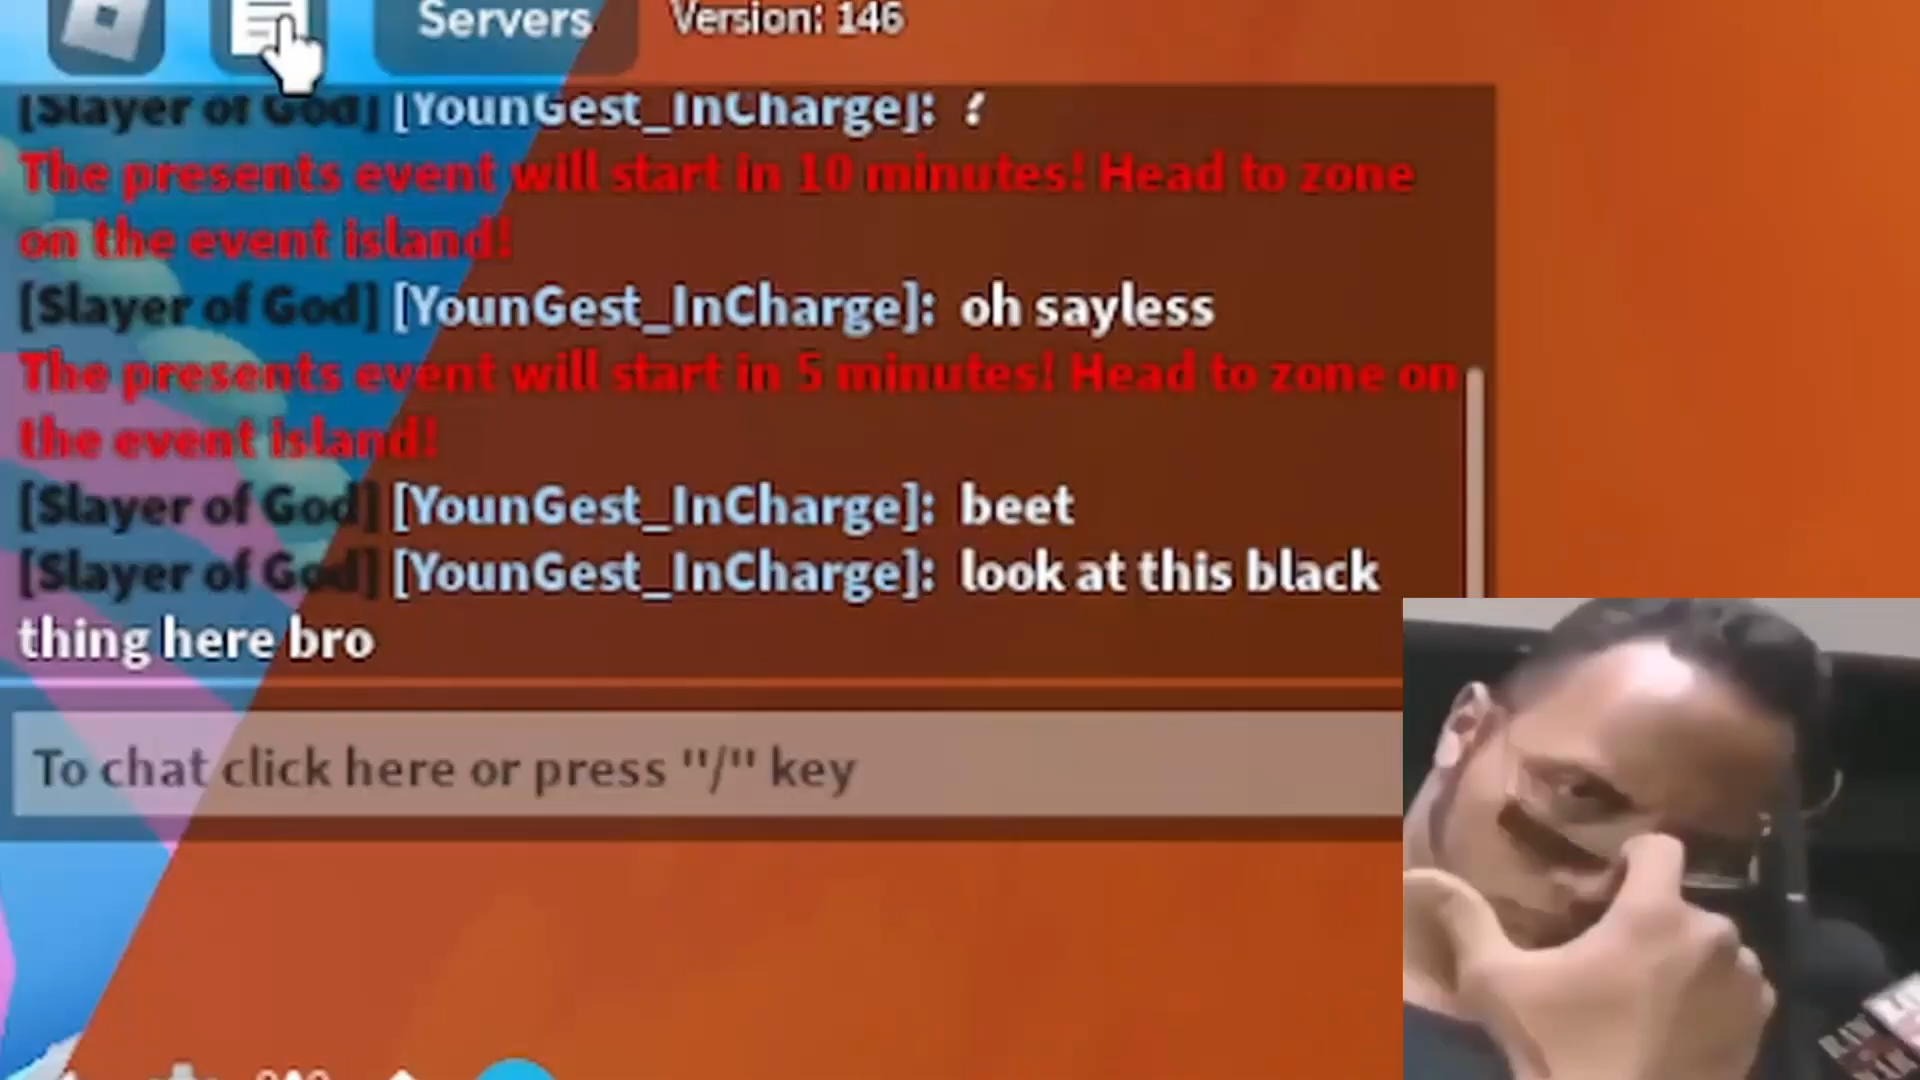 Servers
Version: 146
[Slayer of God] [YounGest_InCharge]: ?
The presents event will start in 10 minutes! Head to zone
on the event island!
[Slayer of God] [YounGest_InCharge]: oh sayless
The presents event will start in 5 minutes! Head to zone on
the event island!
[Slayer of God] [YounGest_InCharge]: beet
[Slayer of God] [YounGest_InCharge]: look at this black
thing here bro
To chat click here or press "/" key